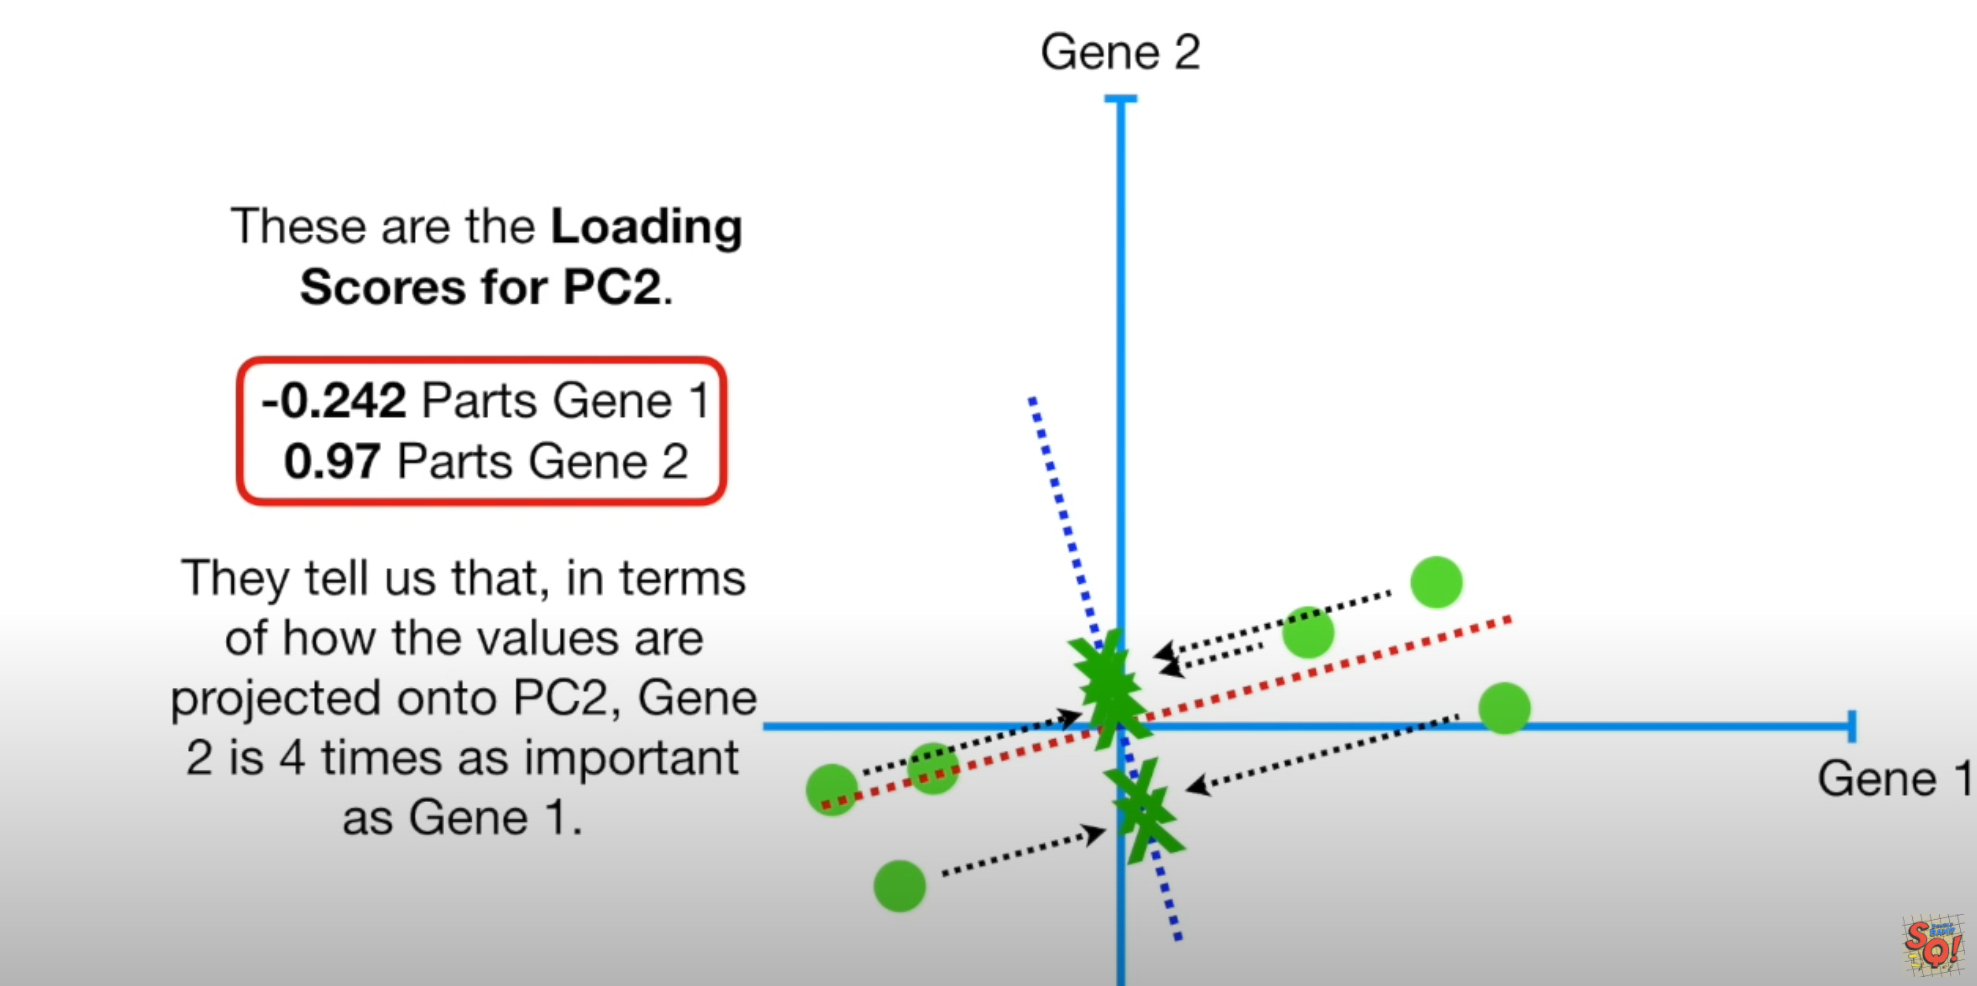 Gene 2
These are the Loading
Scores for PC2.
-0.242 Parts Gene 1
0.97 Parts Gene 2
They tell us that, in terms
of how the values are
projected onto PC2, Gene
2 is 4 times as important
as Gene 1.
Gene 1
SQ!